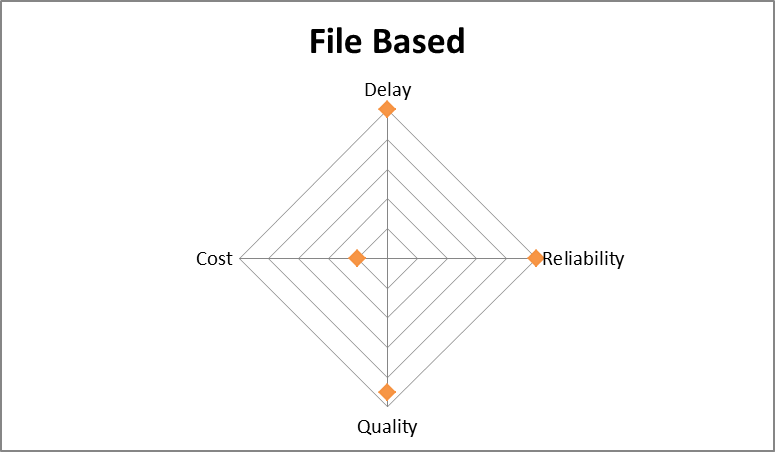 File Based
Delay
Cost
Reliability
Quality